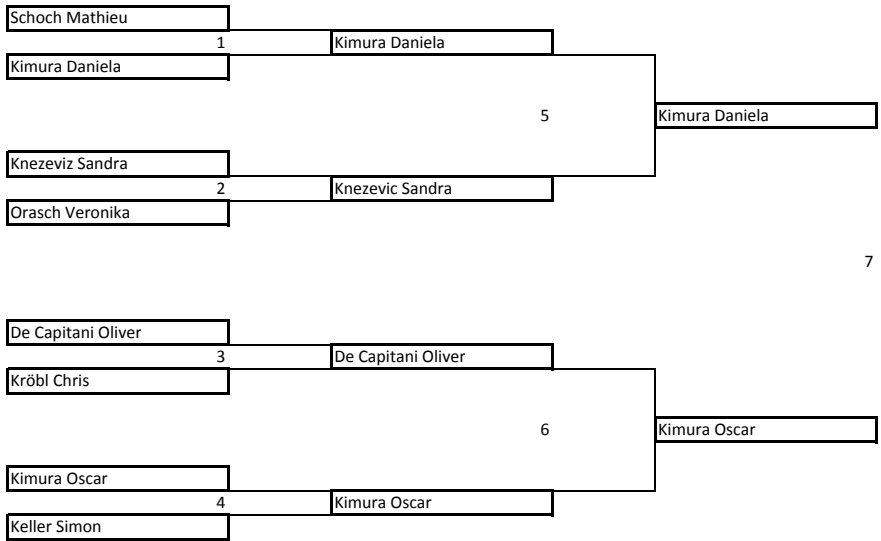 Schoch Mathieu
1 Kimura Daniela
Kimura Daniela
5 Kimura Daniela
Knezeviz Sandra
2 Knezevic Sandra
Orasch Veronika
7
De Capitani Oliver
3 De Capitani Oliver
Kröbl Chris
6 Kimura Oscar
Kimura Oscar
4 Kimura Oscar
Keller Simon